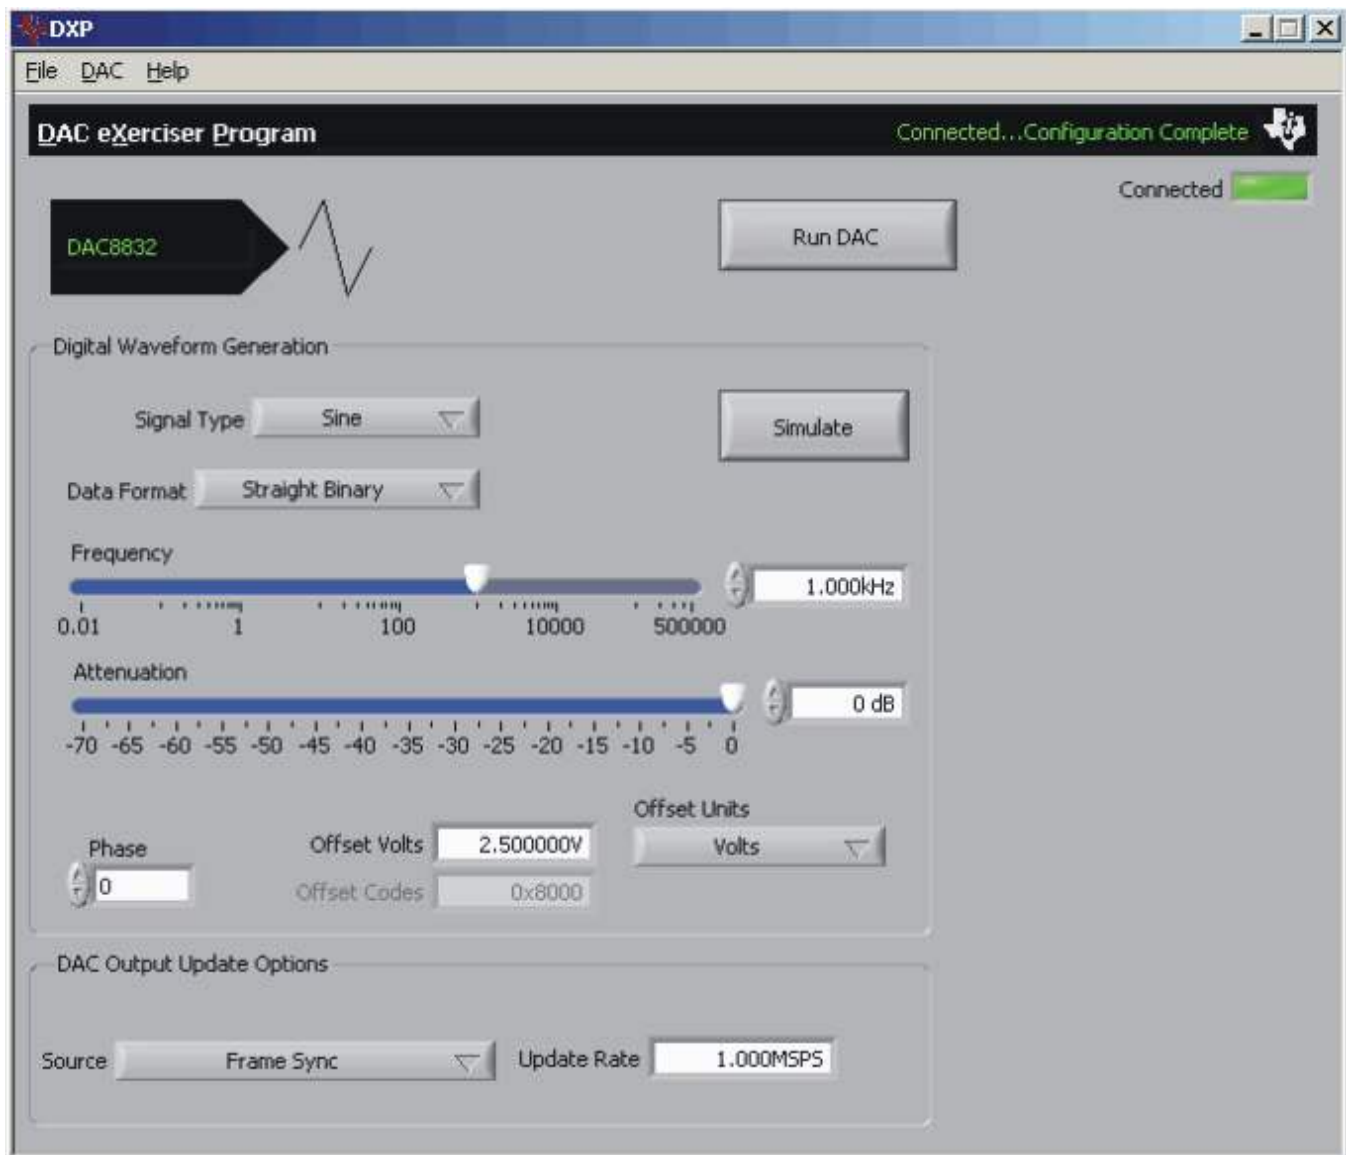 DXP
File DAC Help
DAC eXerciser Program Connected...Configuration Complete
Connected
DAC8832 Run DAC
Digital Waveform Generation
Signal Type Sine
Simulate
Data Format Straight Binary
Frequency
1.000kHz
0.01 1 100 10000 500000
Attenuation
0 dB
-70 -65 -60 -55 -50 -45 -40 -35 -30 -25 -20 -15 -10 -5 0
Offset Units
Phase Offset Volts 2.500000V Volts
0 Offset Codes 0x8000
DAC Output Update Options
Source Frame Sync Update Rate 1.000MSPS